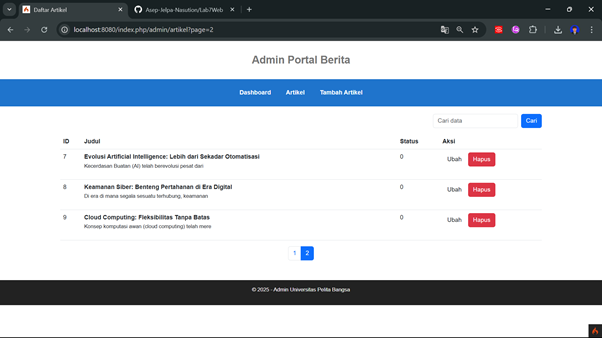 Daftar Artikel
Asep-Jelpa-Nasution/Lab7Web
localhost:8080/index.php/admin/artikel?page=2
Admin Portal Berita
Dashboard Artikel Tambah Artikel
Cari data Cari
ID Judul Status Aksi
7 Evolusi Artificial Intelligence: Lebih dari Sekadar Otomatisasi 0 Ubah Hapus
Kecerdasan Buatan (AI) telah berevolusi pesat dari
8 Keamanan Siber: Benteng Pertahanan di Era Digital 0 Ubah Hapus
Di era di mana segala sesuatu terhubung, keamanan
9 Cloud Computing: Fleksibilitas Tanpa Batas 0 Ubah Hapus
Konsep komputasi awan (cloud computing) telah mere
1 2
© 2025 - Admin Universitas Pelita Bangsa